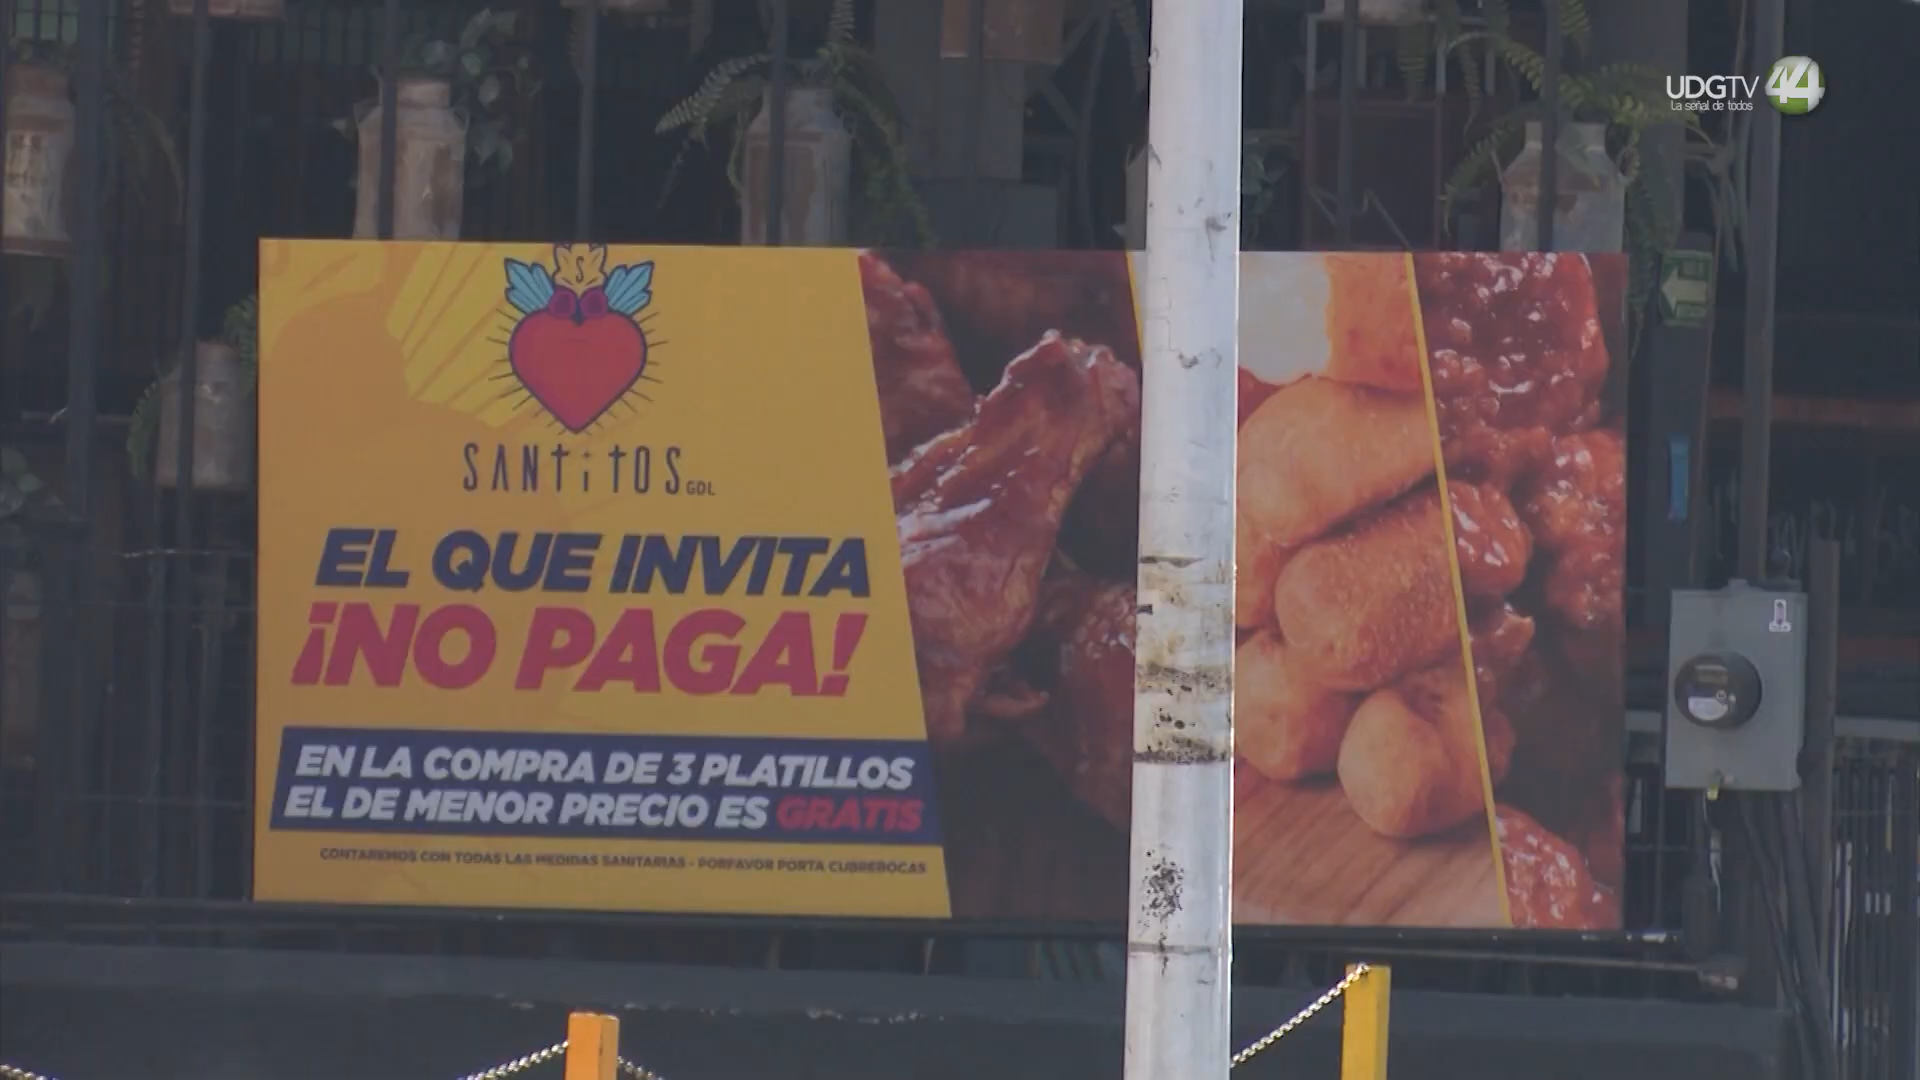 UDGTV 44
La señal de todos
S
SANTITOS GDL
EL QUE INVITA
¡NO PAGA!
EN LA COMPRA DE 3 PLATILLOS
EL DE MENOR PRECIO ES GRATIS
CONTAREMOS CON TODAS LAS MEDIDAS SANITARIAS - PORFAVOR PORTA CUBREBOCAS